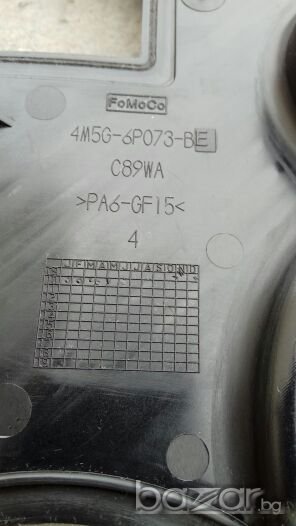 FoMoCo
4M5G-6P073-BE
C89WA
>PA6-GF15<
4
J F M A M J J A S O N D
bazar.bg